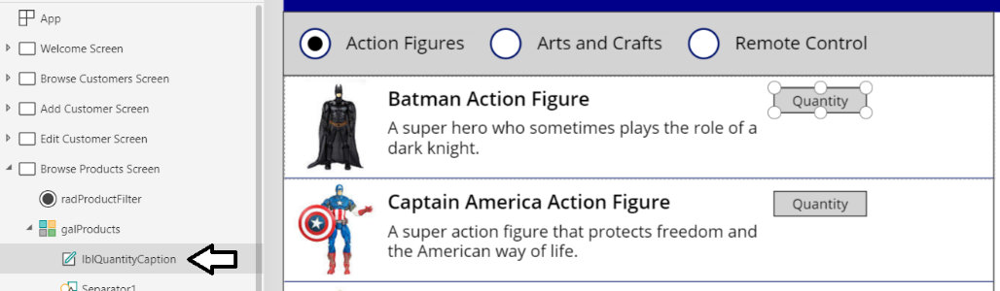 App
Welcome Screen
Browse Customers Screen
Add Customer Screen
Edit Customer Screen
Browse Products Screen
radProductFilter
galProducts
lblQuantityCaption
Separator1
Action Figures
Arts and Crafts
Remote Control
Batman Action Figure
Quantity
A super hero who sometimes plays the role of a
dark knight.
Captain America Action Figure
Quantity
A super action figure that protects freedom and
the American way of life.